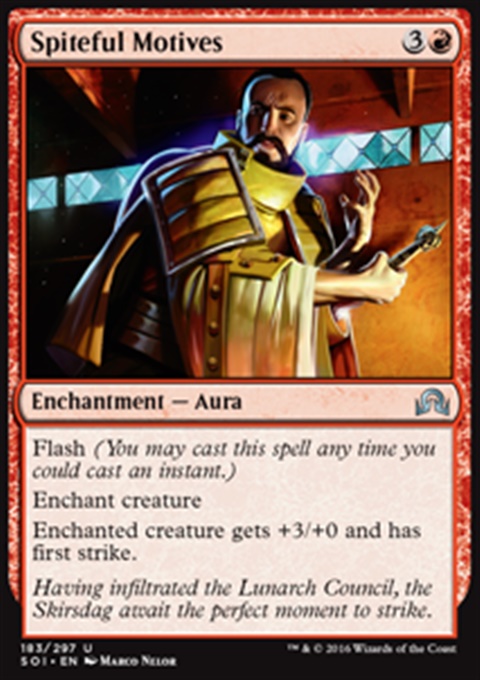 Spiteful Motives 3
Enchantment — Aura
Flash (You may cast this spell any time you
could cast an instant.)
Enchant creature
Enchanted creature gets +3/+0 and has
first strike.
Having infiltrated the Lunarch Council, the
Skirsdag await the perfect moment to strike.
183/297 U
SOI • EN Marco Nelor ™ & © 2016 Wizards of the Coast